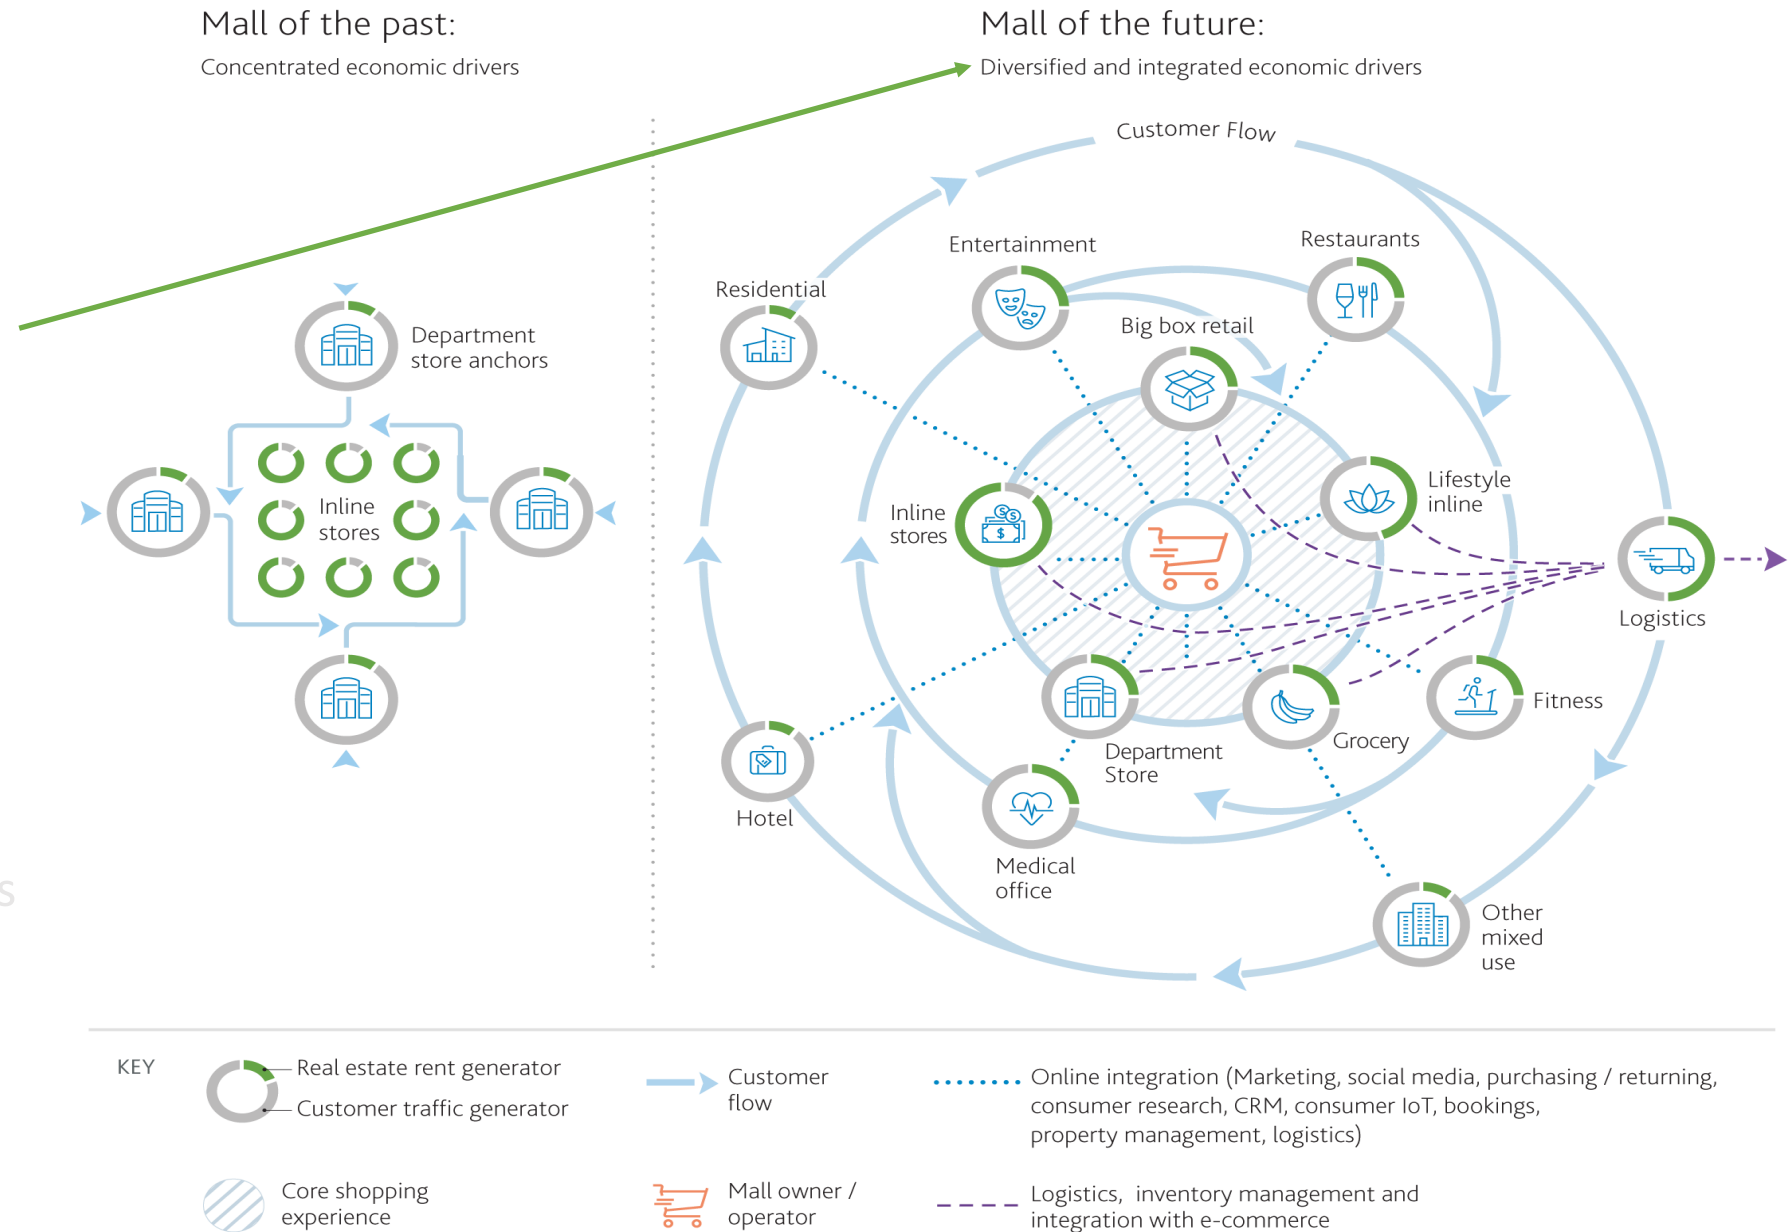 Mall of the past:
Concentrated economic drivers
Mall of the future:
Diversified and integrated economic drivers
Customer Flow
Department
store anchors
Inline
stores
Residential
Entertainment
Restaurants
Big box retail
Lifestyle
inline
Inline
stores
$ $
$
Logistics
Fitness
Grocery
Department
Store
Hotel
Medical
office
Other
mixed
use
s
KEY
Real estate rent generator
Customer traffic generator
Customer
flow
Online integration (Marketing, social media, purchasing / returning,
consumer research, CRM, consumer IoT, bookings,
property management, logistics)
Core shopping
experience
Mall owner /
operator
Logistics, inventory management and
integration with e-commerce